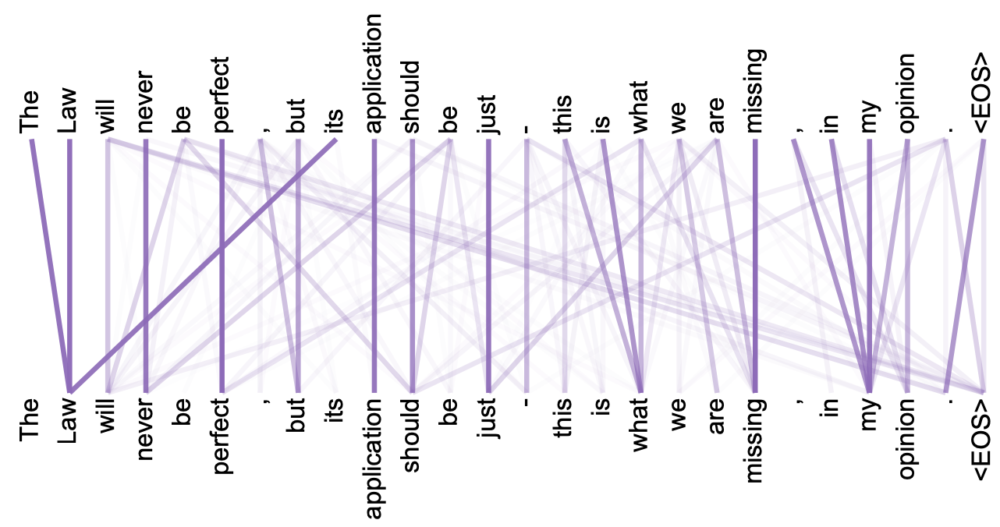 The Law will never be perfect , but its application should be just - this is what we are missing , in my opinion . <EOS>
The Law will never be perfect , but its application should be just - this is what we are missing , in my opinion . <EOS>